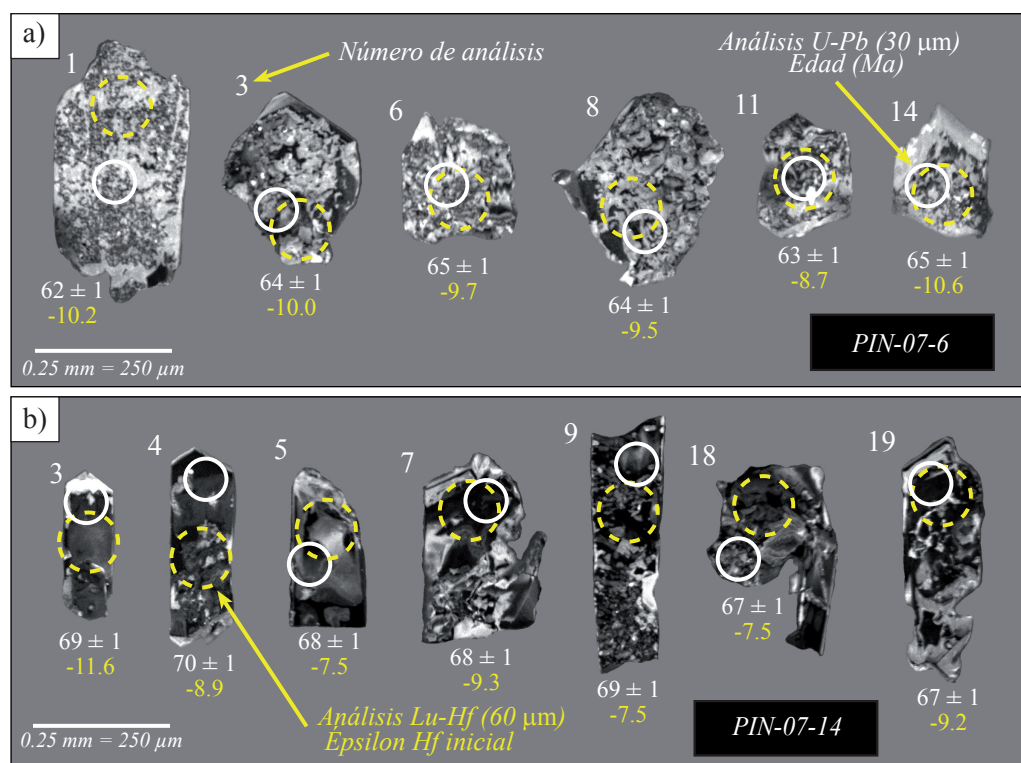 a)
1
Número de análisis
Análisis U-Pb (30 µm)
Edad (Ma)
3
6
8
11
14
62 ± 1
-10.2
64 ± 1
-10.0
65 ± 1
-9.7
64 ± 1
-9.5
63 ± 1
-8.7
65 ± 1
-10.6
0.25 mm = 250 µm
PIN-07-6
b)
3
4
5
7
9
18
19
69 ± 1
-11.6
70 ± 1
-8.9
68 ± 1
-7.5
68 ± 1
-9.3
69 ± 1
-7.5
67 ± 1
-7.5
67 ± 1
-9.2
0.25 mm = 250 µm
Análisis Lu-Hf (60 µm)
Epsilon Hf inicial
PIN-07-14